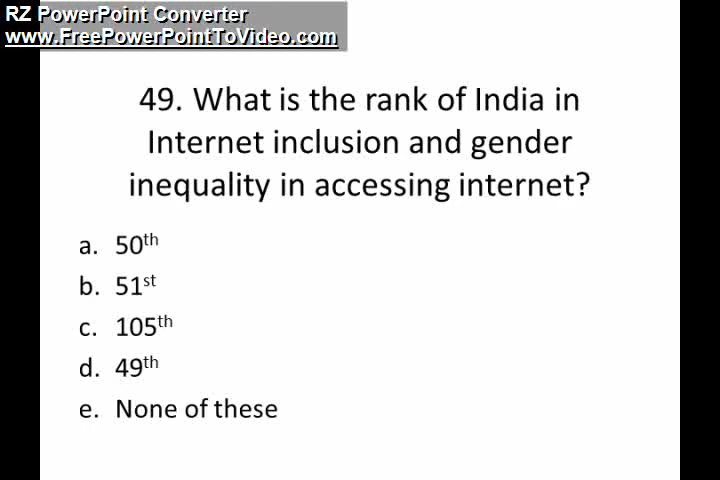 RZ PowerPoint Converter
www.FreePowerPointToVideo.com
49. What is the rank of India in
Internet inclusion and gender
inequality in accessing internet?
a. 50th
b. 51st
c. 105th
d. 49th
e. None of these